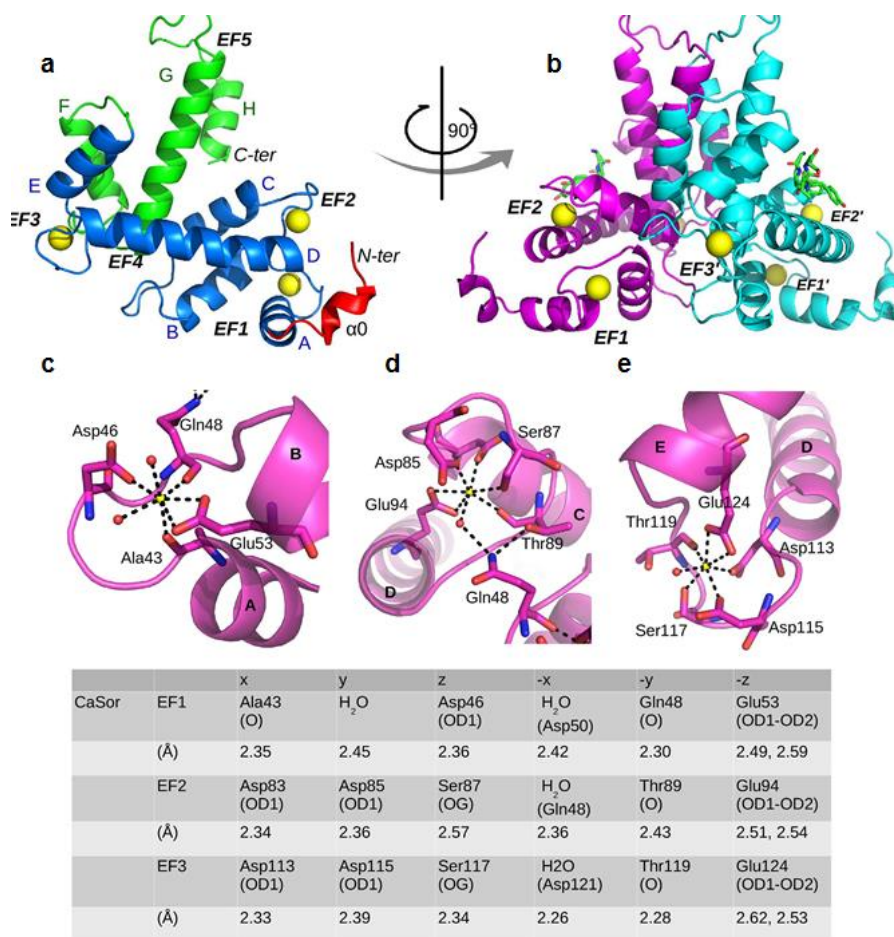 a
EF5
G
F
H
C-ter
E
C
EF2
EF3
EF4
D
N-ter
B
EF1
A
α0
90°
b
EF2
EF2'
EF3'
EF1'
EF1
c
Gln48
Asp46
B
Ala43
Glu53
A
d
Ser87
Asp85
Glu94
C
Thr89
D
Gln48
e
D
E
Glu124
Thr119
Asp113
Ser117
Asp115
x y z -x -y -z
CaSor EF1 Ala43 H2O Asp46 H2O Gln48 Glu53
(O) (OD1) (Asp50) (O) (OD1-OD2)
(Å) 2.35 2.45 2.36 2.42 2.30 2.49, 2.59
EF2 Asp83 Asp85 Ser87 H2O Thr89 Glu94
(OD1) (OD1) (OG) (Gln48) (O) (OD1-OD2)
(Å) 2.34 2.36 2.57 2.36 2.43 2.51, 2.54
EF3 Asp113 Asp115 Ser117 H2O Thr119 Glu124
(OD1) (OD1) (OG) (Asp121) (O) (OD1-OD2)
(Å) 2.33 2.39 2.34 2.26 2.28 2.62, 2.53